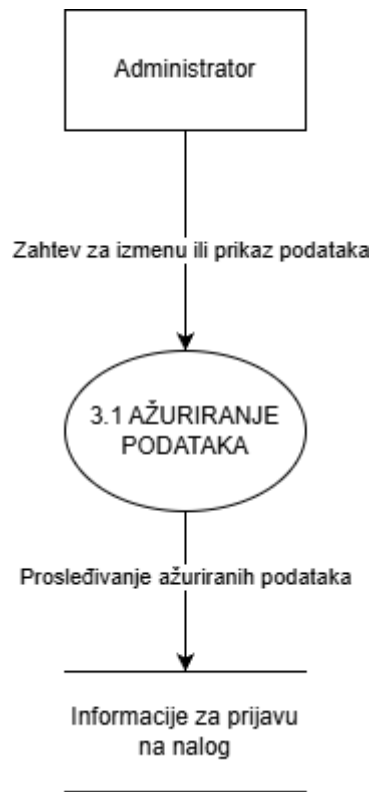 Administrator
Zahtev za izmenu ili prikaz podataka
3.1 AŽURIRANJE
PODATAKA
Prosleđivanje ažuriranih podataka
Informacije za prijavu
na nalog